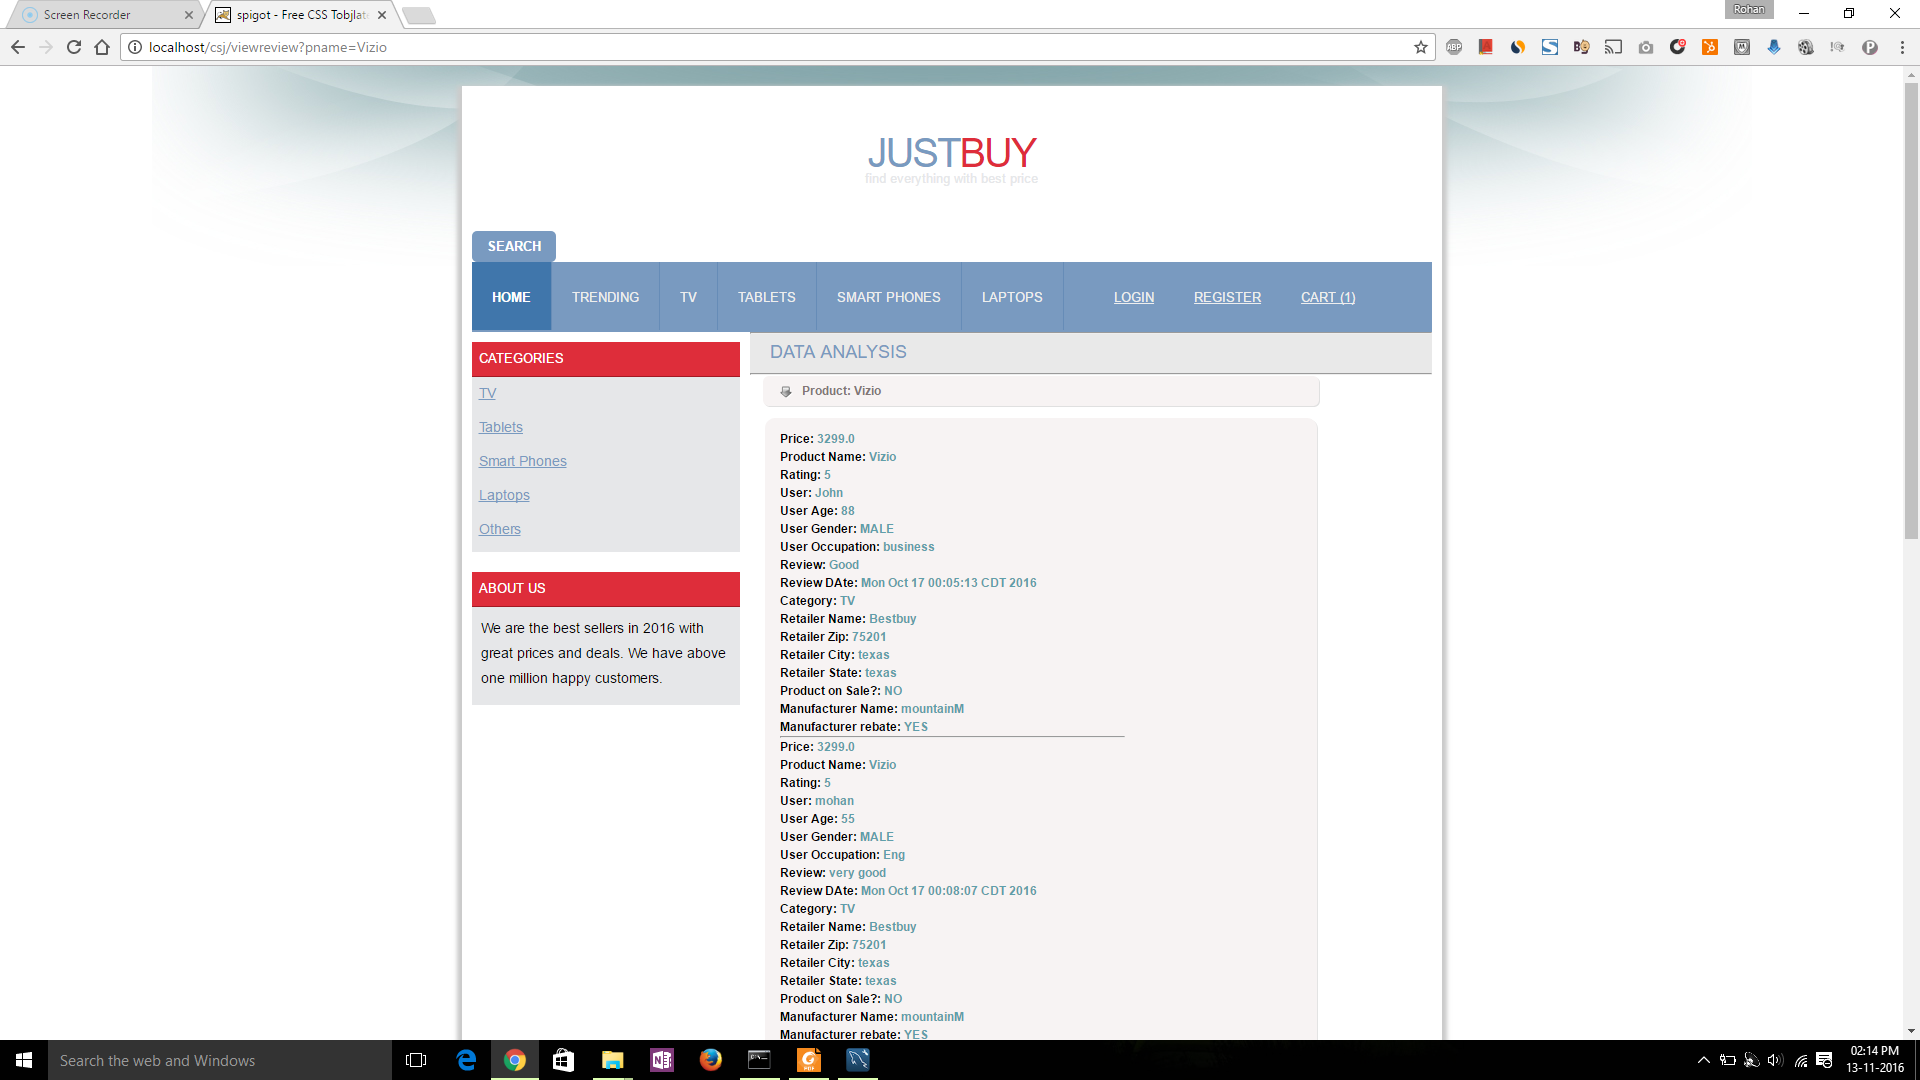 Screen Recorder
spigot - Free CSS Tobjlat
Rohan
localhost/csj/viewreview?pname=Vizio
JUSTBUY
find everything with best price
SEARCH
HOME TRENDING TV TABLETS SMART PHONES LAPTOPS LOGIN REGISTER CART (1)
CATEGORIES
TV
Tablets
Smart Phones
Laptops
Others
ABOUT US
We are the best sellers in 2016 with
great prices and deals. We have above
one million happy customers.
DATA ANALYSIS
Product: Vizio
Price: 3299.0
Product Name: Vizio
Rating: 5
User: John
User Age: 88
User Gender: MALE
User Occupation: business
Review: Good
Review DAte: Mon Oct 17 00:05:13 CDT 2016
Category: TV
Retailer Name: Bestbuy
Retailer Zip: 75201
Retailer City: texas
Retailer State: texas
Product on Sale?: NO
Manufacturer Name: mountainM
Manufacturer rebate: YES
Price: 3299.0
Product Name: Vizio
Rating: 5
User: mohan
User Age: 55
User Gender: MALE
User Occupation: Eng
Review: very good
Review DAte: Mon Oct 17 00:08:07 CDT 2016
Category: TV
Retailer Name: Bestbuy
Retailer Zip: 75201
Retailer City: texas
Retailer State: texas
Product on Sale?: NO
Manufacturer Name: mountainM
Manufacturer rebate: YES
Search the web and Windows
02:14 PM
13-11-2016